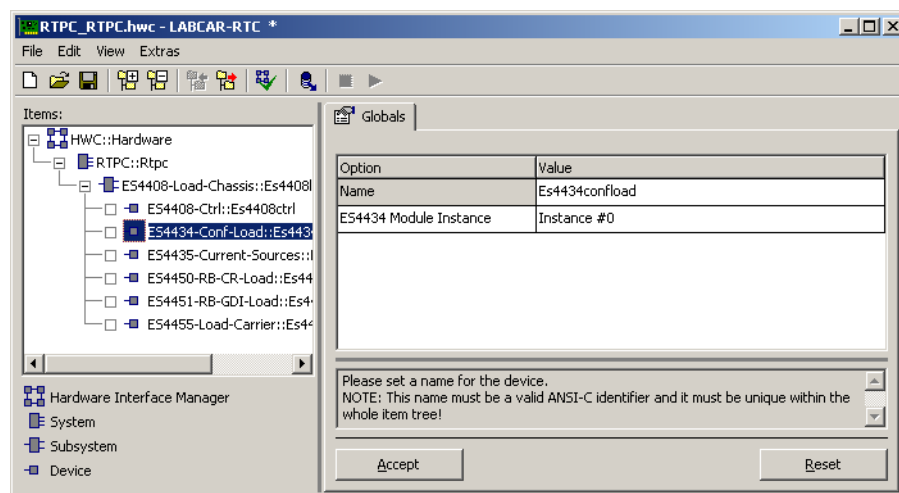 RTPC_RTPC.hwc - LABCAR-RTC *
File Edit View Extras
Items:
HWC::Hardware
RTPC::Rtpc
ES4408-Load-Chassis::Es4408l
ES4408-Ctrl::Es4408ctrl
ES4434-Conf-Load::Es443
ES4435-Current-Sources::
ES4450-RB-CR-Load::Es44
ES4451-RB-GDI-Load::Es4
ES4455-Load-Carrier::Es44
Hardware Interface Manager
System
Subsystem
Device
Globals
Option Value
Name Es4434confload
ES4434 Module Instance Instance #0
Please set a name for the device.
NOTE: This name must be a valid ANSI-C identifier and it must be unique within the
whole item tree!
Accept Reset